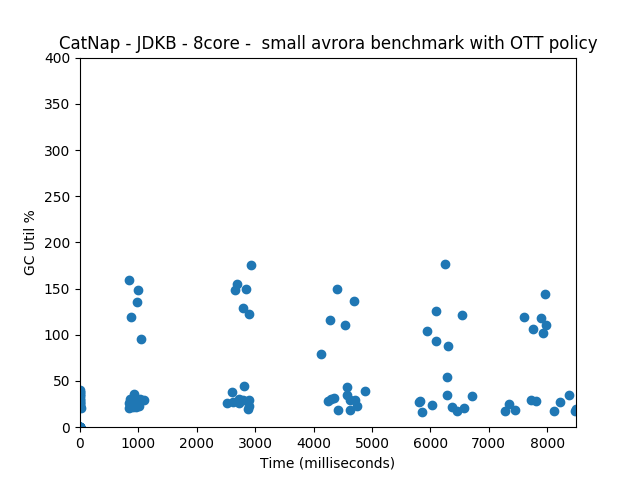 CatNap - JDKB - 8core -  small avrora benchmark with OTT policy
400
350
300
250
200
150
100
50
0
GC Util %
0 1000 2000 3000 4000 5000 6000 7000 8000
Time (milliseconds)